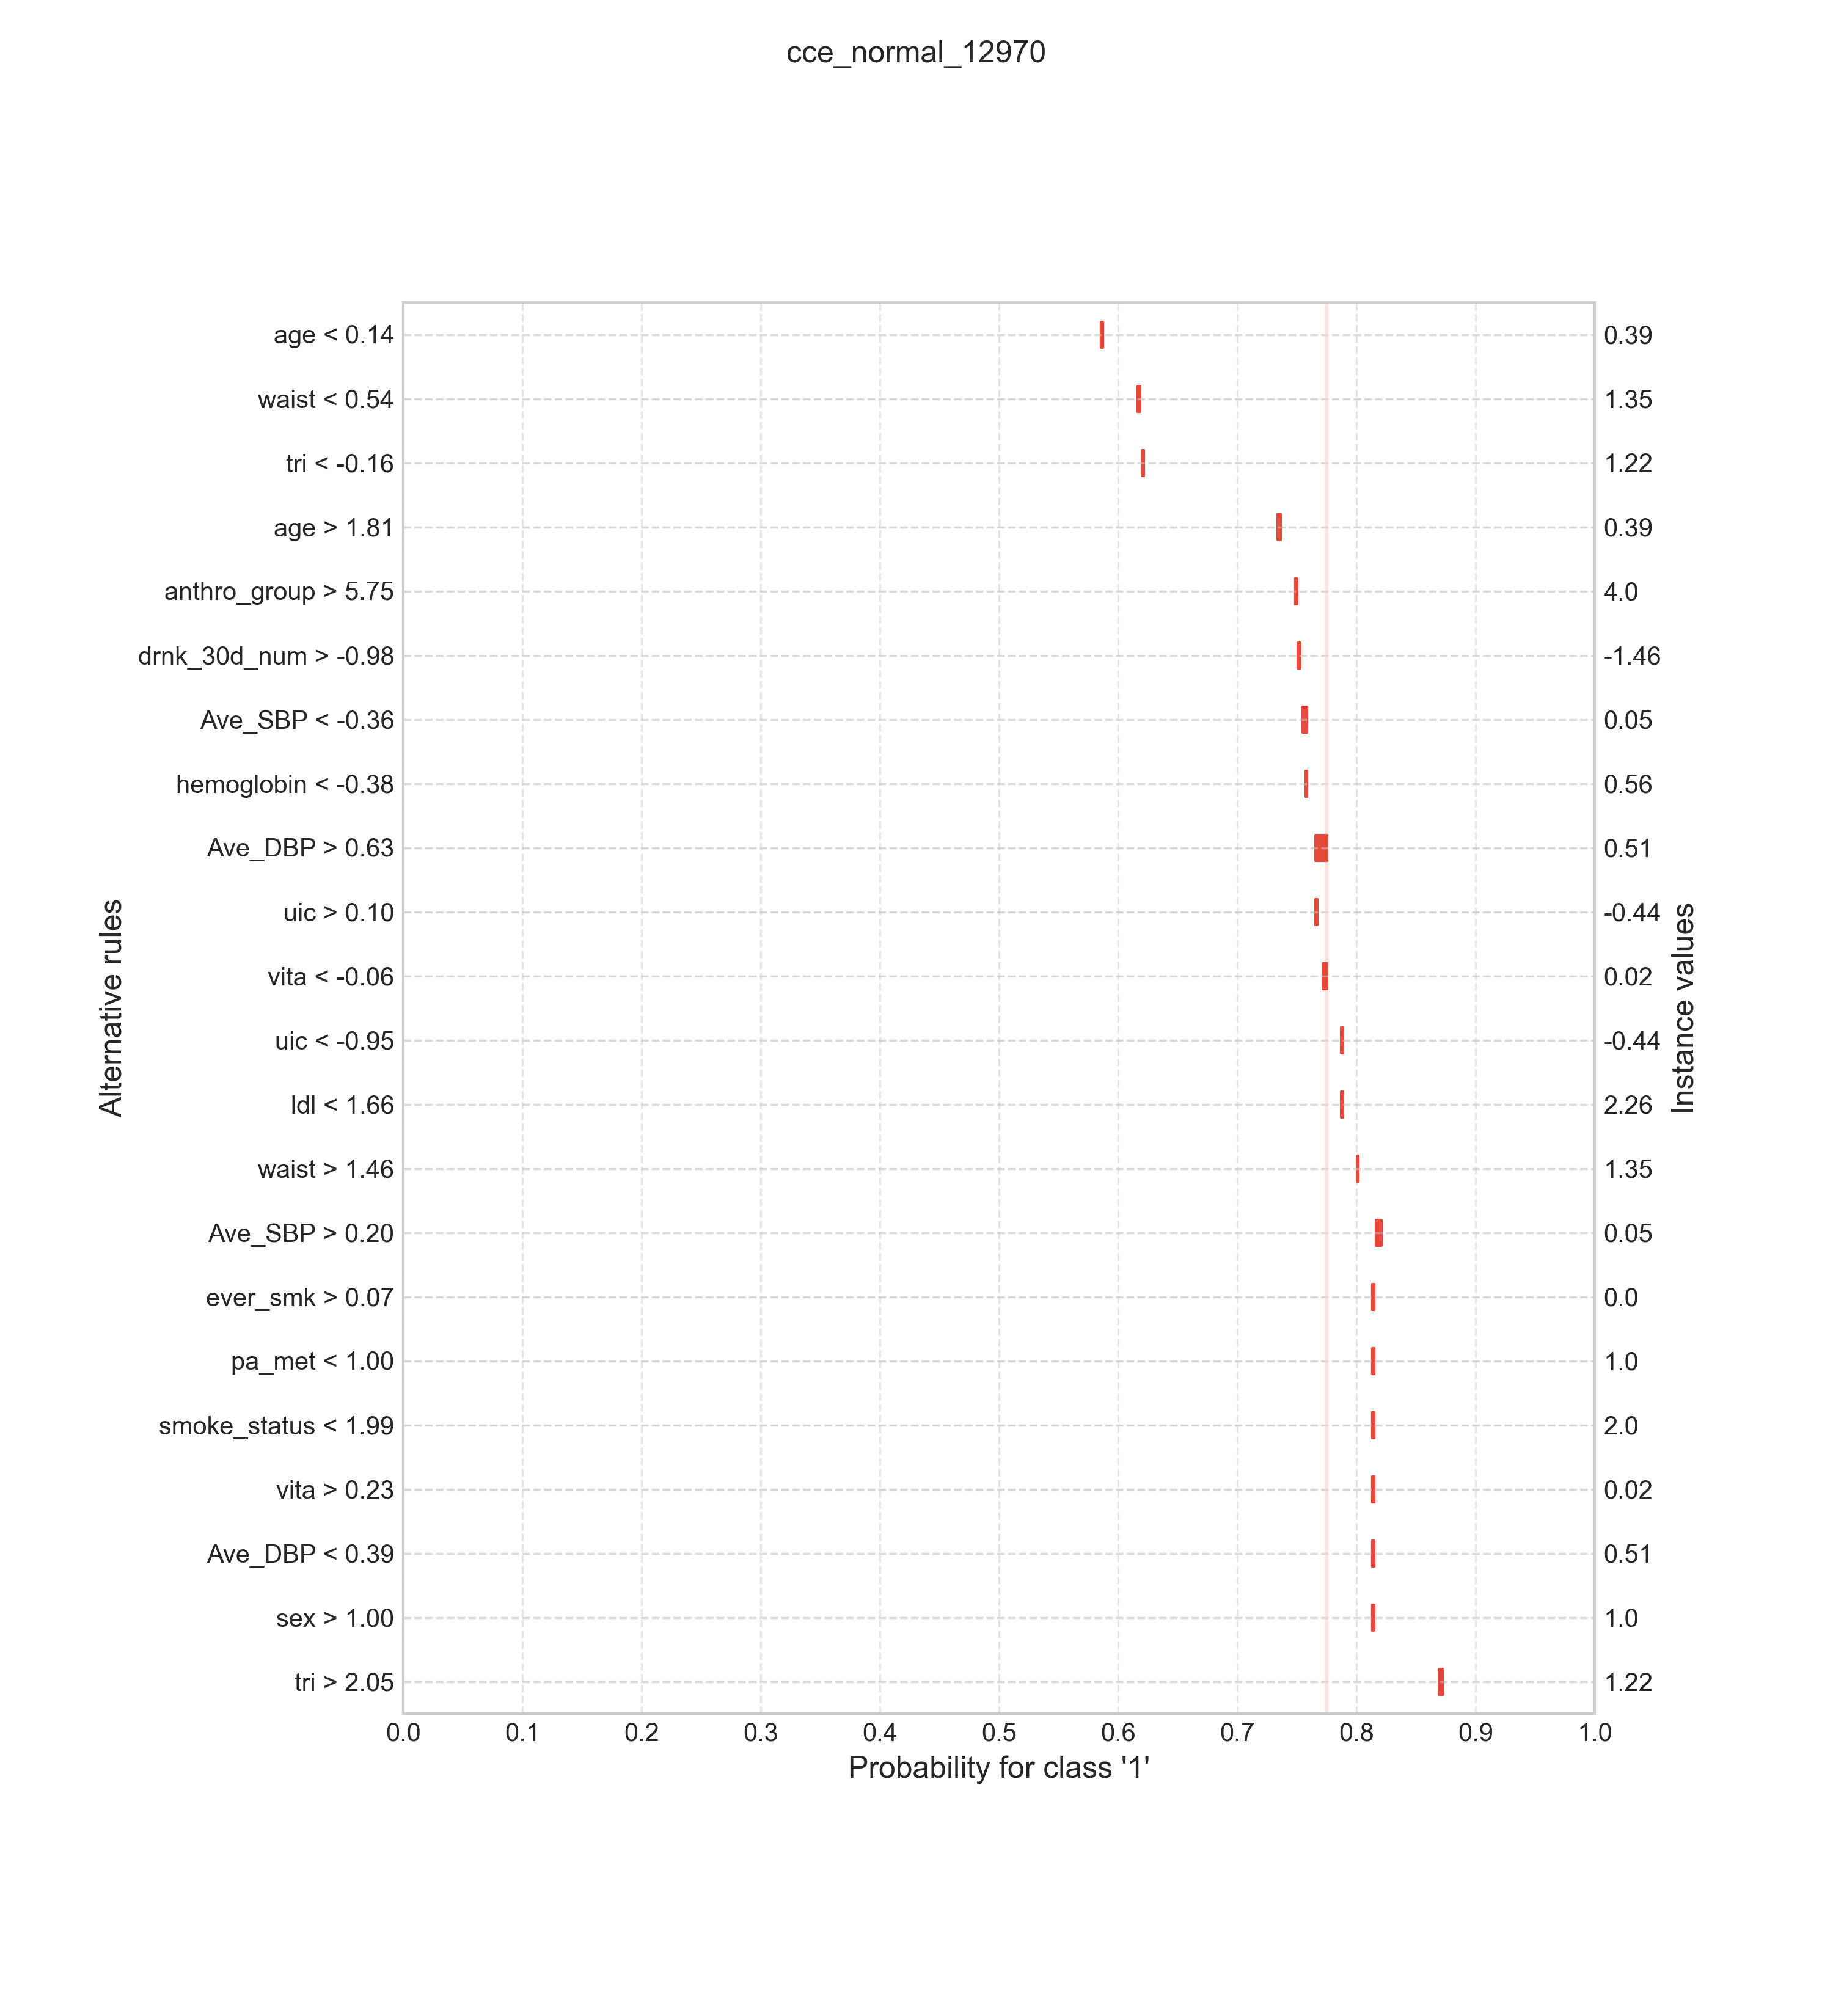 cce_normal_12970
age < 0.14 0.39
waist < 0.54 1.35
tri < -0.16 1.22
age > 1.81 0.39
anthro_group > 5.75 4.0
drnk_30d_num > -0.98 -1.46
Ave_SBP < -0.36 0.05
hemoglobin < -0.38 0.56
Ave_DBP > 0.63 0.51
uic > 0.10 -0.44
vita < -0.06 0.02
uic < -0.95 -0.44
ldl < 1.66 2.26
waist > 1.46 1.35
Ave_SBP > 0.20 0.05
ever_smk > 0.07 0.0
pa_met < 1.00 1.0
smoke_status < 1.99 2.0
vita > 0.23 0.02
Ave_DBP < 0.39 0.51
sex > 1.00 1.0
tri > 2.05 1.22
Alternative rules
Instance values
0.0 0.1 0.2 0.3 0.4 0.5 0.6 0.7 0.8 0.9 1.0
Probability for class '1'